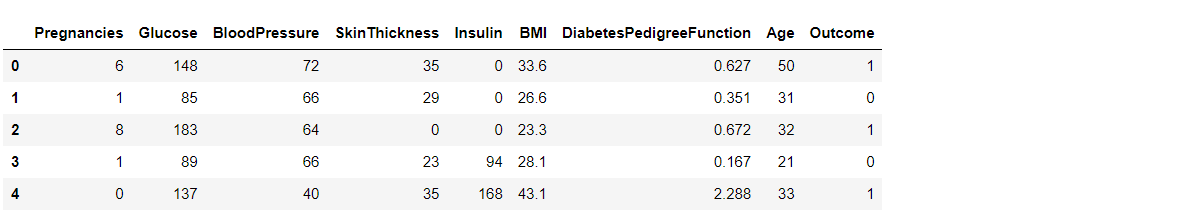 Pregnancies Glucose BloodPressure SkinThickness Insulin BMI DiabetesPedigreeFunction Age Outcome
0 6 148 72 35 0 33.6 0.627 50 1
1 1 85 66 29 0 26.6 0.351 31 0
2 8 183 64 0 0 23.3 0.672 32 1
3 1 89 66 23 94 28.1 0.167 21 0
4 0 137 40 35 168 43.1 2.288 33 1